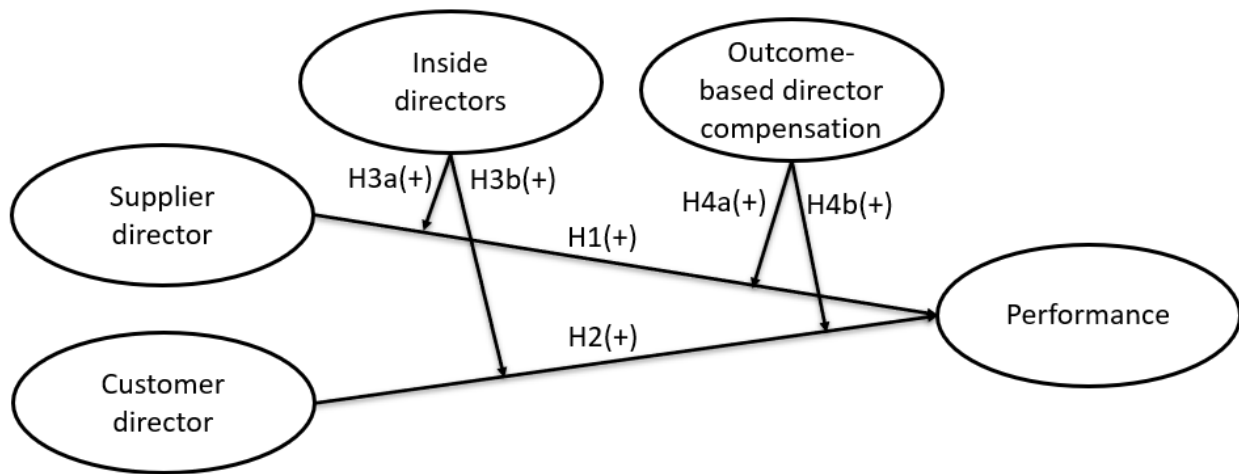 Inside
directors
Outcome-
based director
compensation
H3a(+)
H3b(+)
H4a(+)
H4b(+)
Supplier
director
H1(+)
Performance
H2(+)
Customer
director